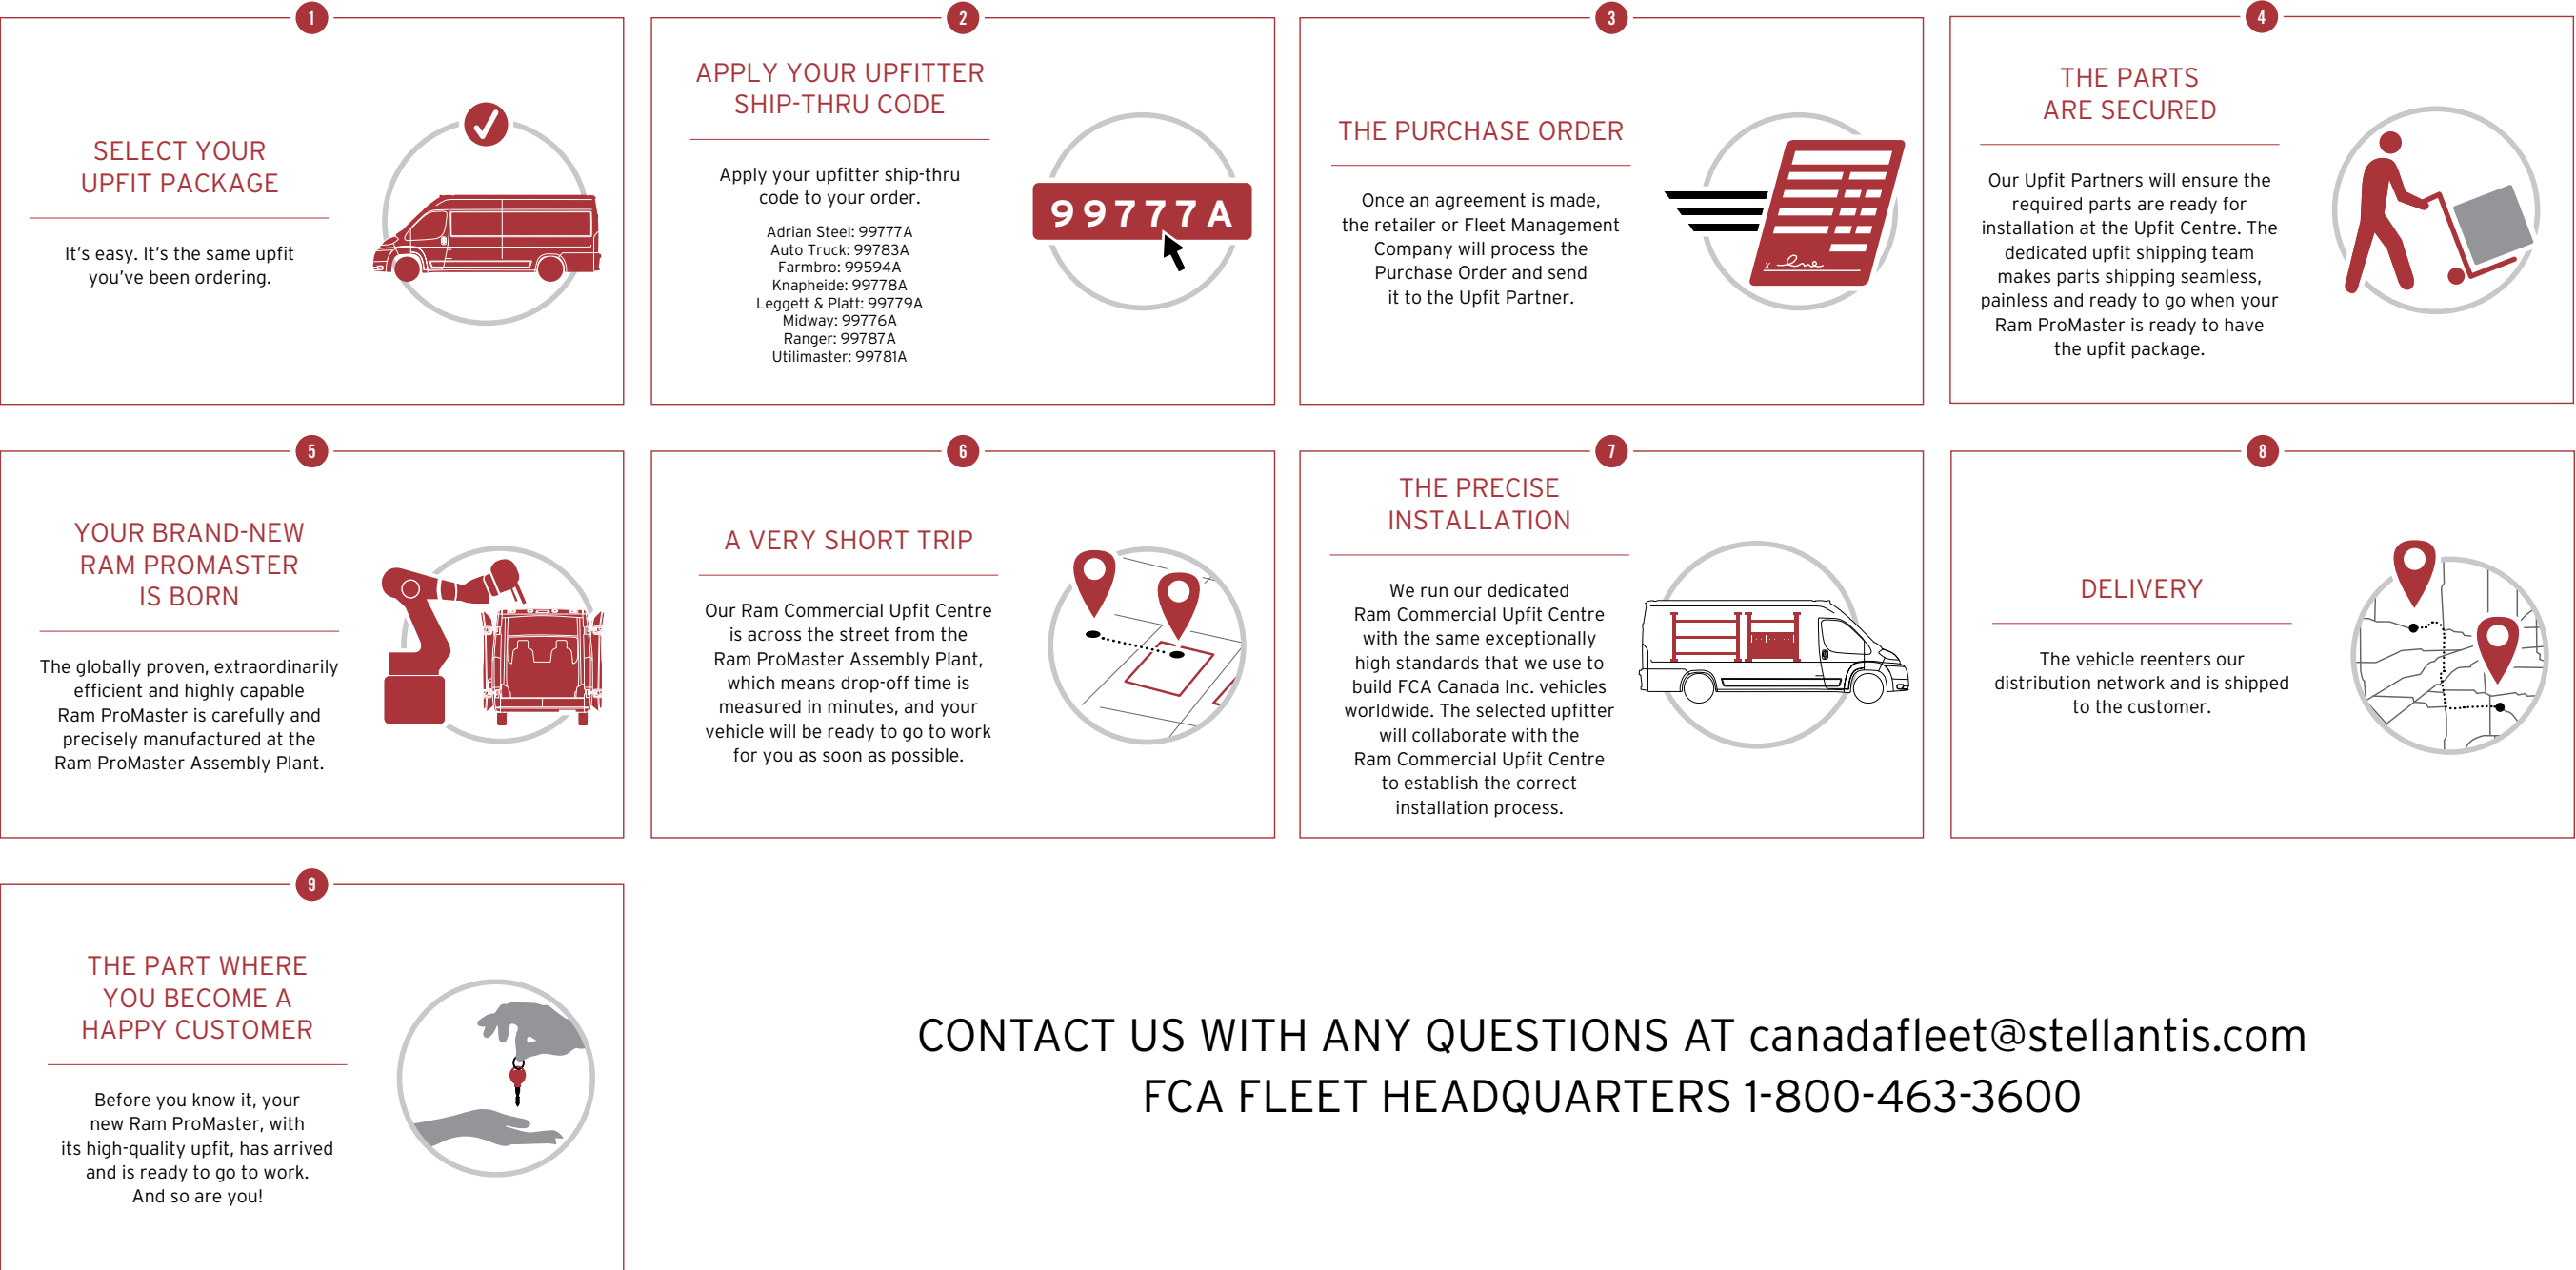 1
SELECT YOUR
UPFIT PACKAGE
It's easy. It's the same upfit
you've been ordering.
2
APPLY YOUR UPFITTER
SHIP-THRU CODE
Apply your upfitter ship-thru
code to your order.
Adrian Steel: 99777A
Auto Truck: 99783A
Farmbro: 99594A
Knapheide: 99778A
Leggett & Platt: 99779A
Midway: 99776A
Ranger: 99787A
Utilimaster: 99781A
99777A
3
THE PURCHASE ORDER
Once an agreement is made,
the retailer or Fleet Management
Company will process the
Purchase Order and send
it to the Upfit Partner.
x
4
THE PARTS
ARE SECURED
Our Upfit Partners will ensure the
required parts are ready for
installation at the Upfit Centre. The
dedicated upfit shipping team
makes parts shipping seamless,
painless and ready to go when your
Ram ProMaster is ready to have
the upfit package.
5
YOUR BRAND-NEW
RAM PROMASTER
IS BORN
The globally proven, extraordinarily
efficient and highly capable
Ram ProMaster is carefully and
precisely manufactured at the
Ram ProMaster Assembly Plant.
6
A VERY SHORT TRIP
Our Ram Commercial Upfit Centre
is across the street from the
Ram ProMaster Assembly Plant,
which means drop-off time is
measured in minutes, and your
vehicle will be ready to go to work
for you as soon as possible.
7
THE PRECISE
INSTALLATION
We run our dedicated
Ram Commercial Upfit Centre
with the same exceptionally
high standards that we use to
build FCA Canada Inc. vehicles
worldwide. The selected upfitter
will collaborate with the
Ram Commercial Upfit Centre
to establish the correct
installation process.
8
DELIVERY
The vehicle reenters our
distribution network and is shipped
to the customer.
9
THE PART WHERE
YOU BECOME A
HAPPY CUSTOMER
Before you know it, your
new Ram ProMaster, with
its high-quality upfit, has arrived
and is ready to go to work.
And so are you!
CONTACT US WITH ANY QUESTIONS AT canadafleet@stellantis.com
FCA FLEET HEADQUARTERS 1-800-463-3600